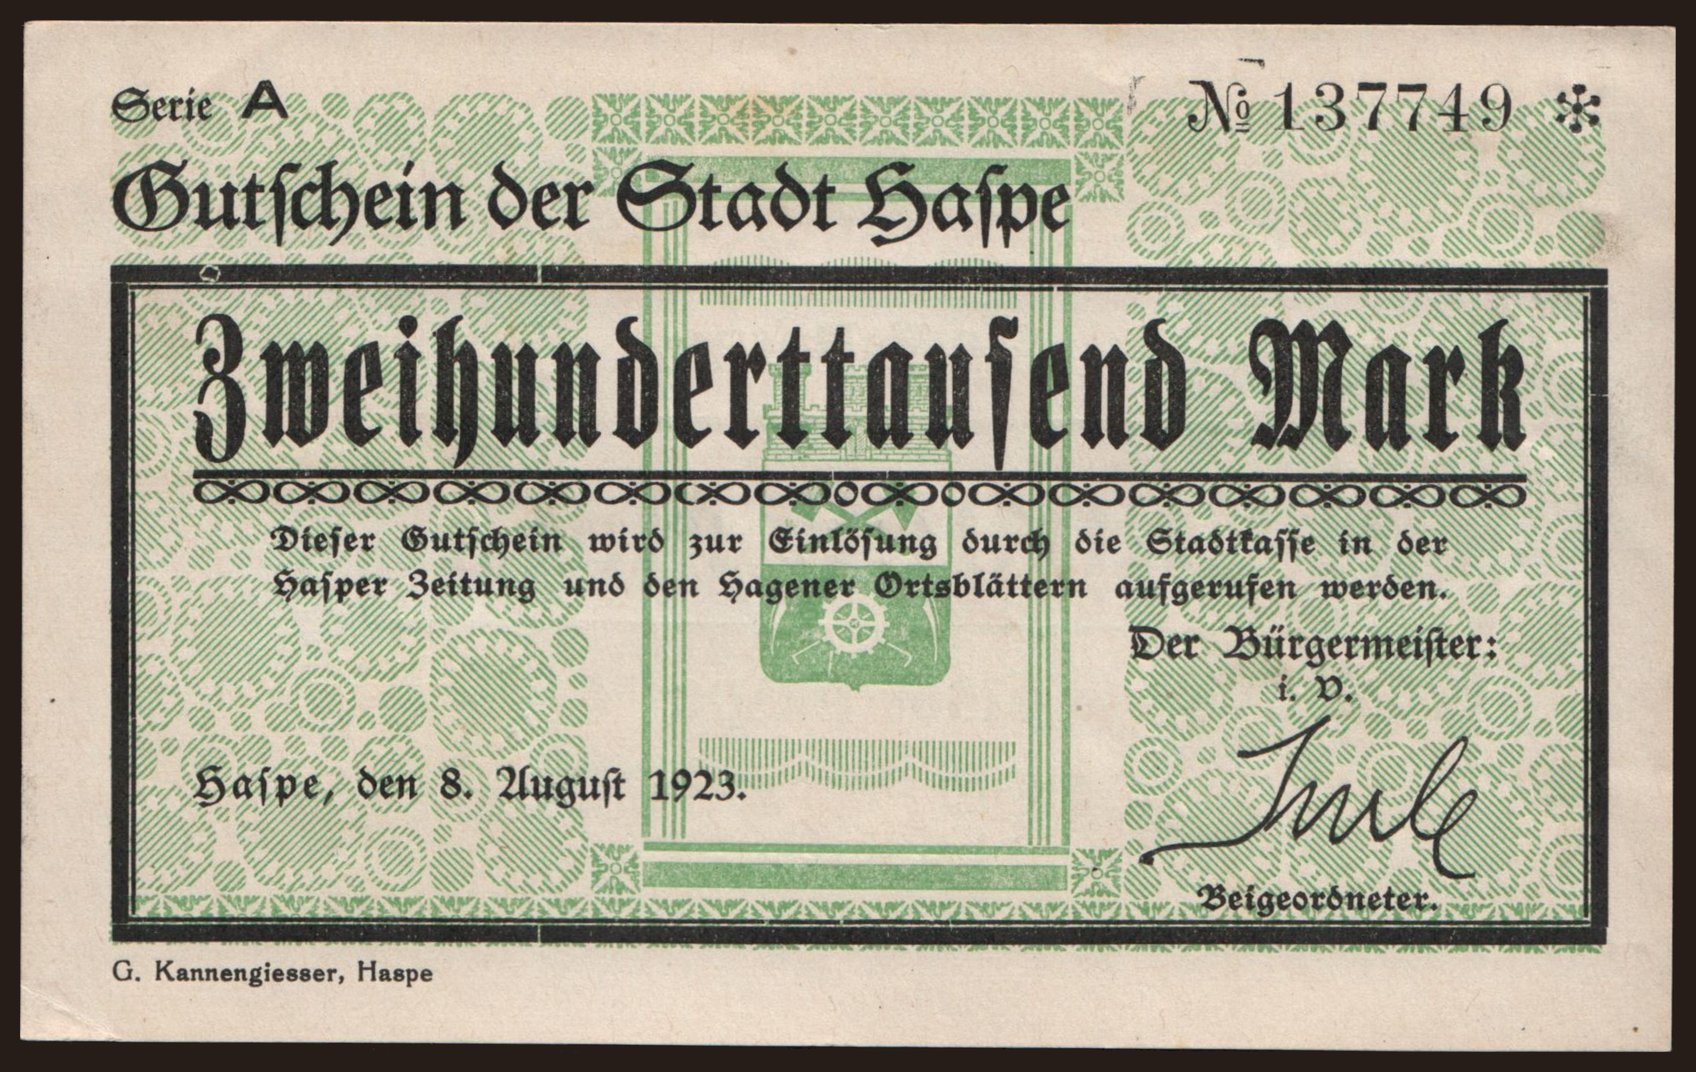 Serie A
№ 137749 *
Gutschein der Stadt Haspe
Zweihunderttausend Mark
Dieser Gutschein wird zur Einlösung durch die Stadtkasse in der
Hasper Zeitung und den Hagener Ortsblättern aufgerufen werden.
Der Bürgermeister:
i. V.
Haspe, den 8. August 1923.
Beigeordneter.
G. Kannengiesser, Haspe